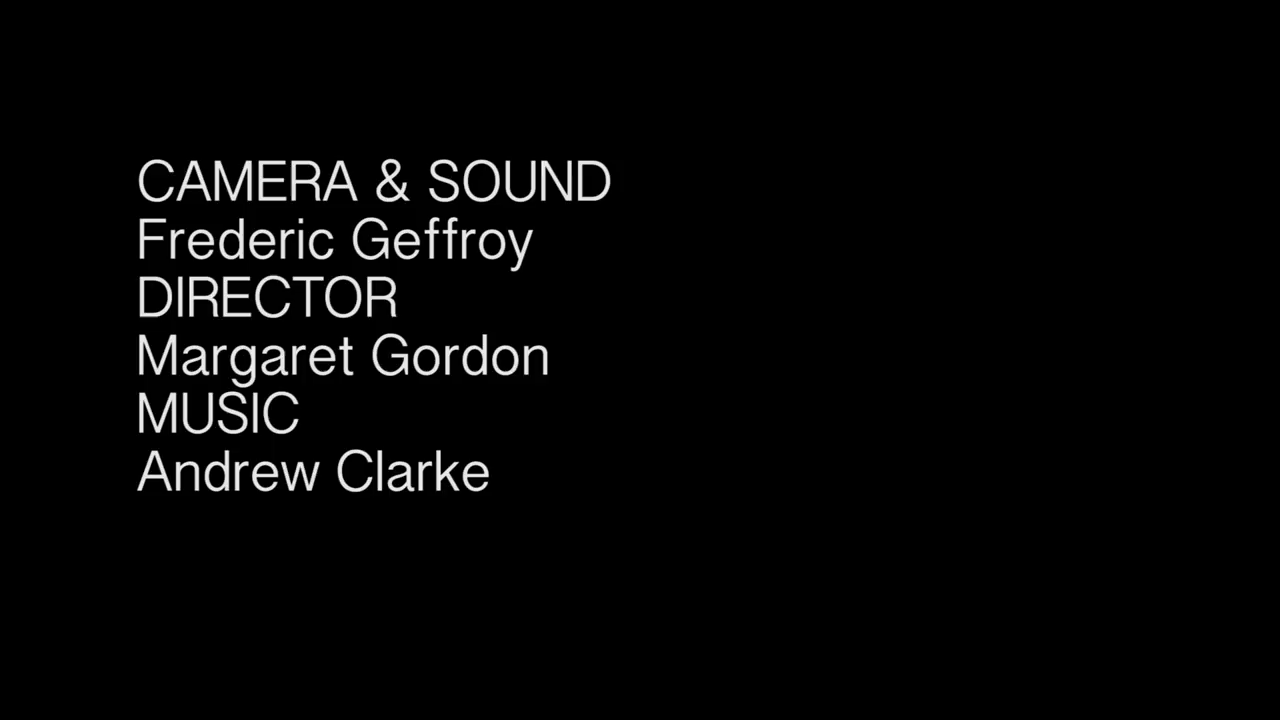 CAMERA & SOUND
Frederic Geffroy
DIRECTOR
Margaret Gordon
MUSIC
Andrew Clarke